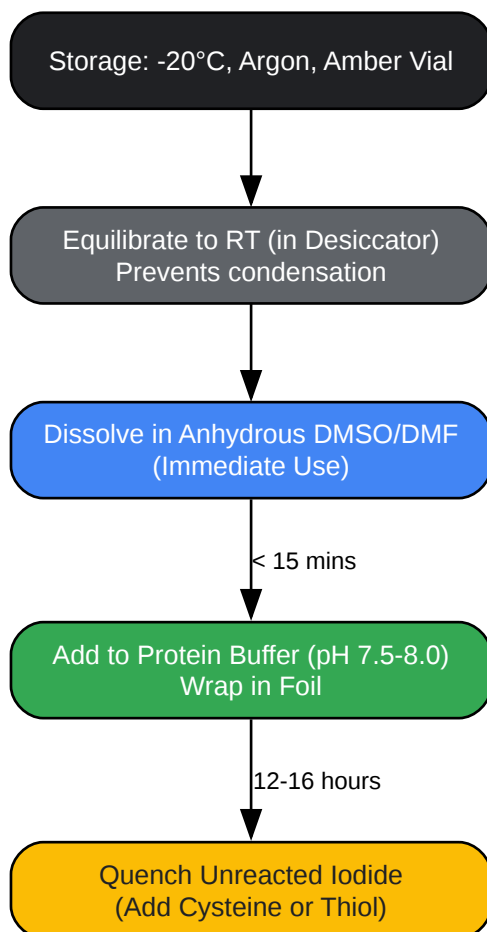 Storage: -20°C, Argon, Amber Vial
Equilibrate to RT (in Desiccator)
Prevents condensation
Dissolve in Anhydrous DMSO/DMF
(Immediate Use)
< 15 mins
Add to Protein Buffer (pH 7.5-8.0)
Wrap in Foil
12-16 hours
Quench Unreacted Iodide
(Add Cysteine or Thiol)